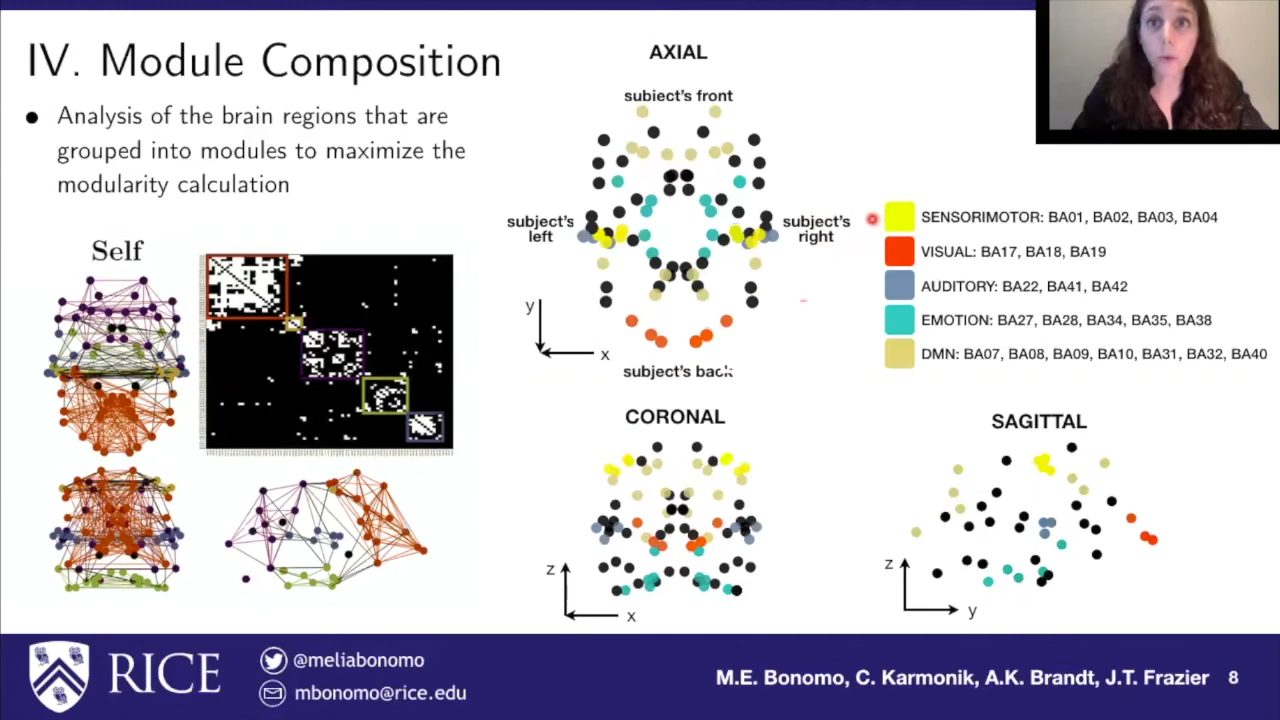 IV. Module Composition
● Analysis of the brain regions that are
grouped into modules to maximize the
modularity calculation
Self
AXIAL
subject's front
subject's
left
subject's
right
y
x
subject's back
SENSORIMOTOR: BA01, BA02, BA03, BA04
VISUAL: BA17, BA18, BA19
AUDITORY: BA22, BA41, BA42
EMOTION: BA27, BA28, BA34, BA35, BA38
DMN: BA07, BA08, BA09, BA10, BA31, BA32, BA40
CORONAL
z
x
SAGITTAL
z
y
RICE
@meliabonomo
mbonomo@rice.edu
M.E. Bonomo, C. Karmonik, A.K. Brandt, J.T. Frazier 8